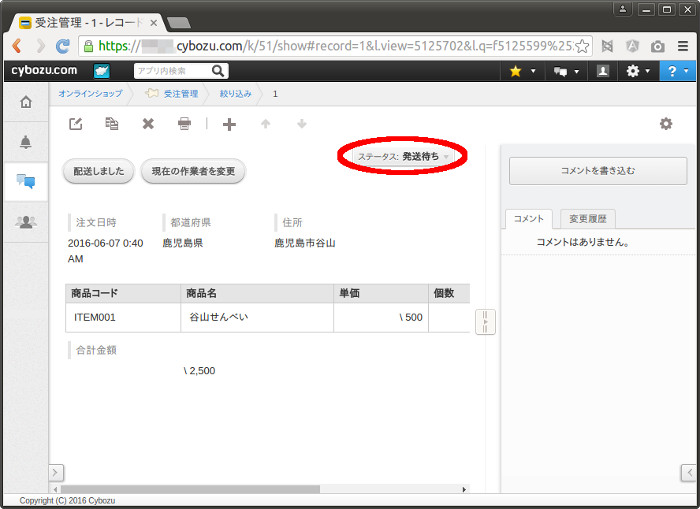 受注管理 - 1 - レコード
https:// .cybozu.com/k/51/show#record=1&l.view=5125702&l.q=f5125599%25
cybozu.com
アプリ内検索
オンラインショップ 受注管理 絞り込み 1
ステータス: 発送待ち
配送しました 現在の作業者を変更
コメントを書き込む
コメント 変更履歴
コメントはありません。
注文日時 都道府県 住所
2016-06-07 0:40 AM 鹿児島県 鹿児島市谷山
商品コード 商品名 単価 個数
ITEM001 谷山せんべい \ 500
合計金額
\ 2,500
Copyright (C) 2016 Cybozu